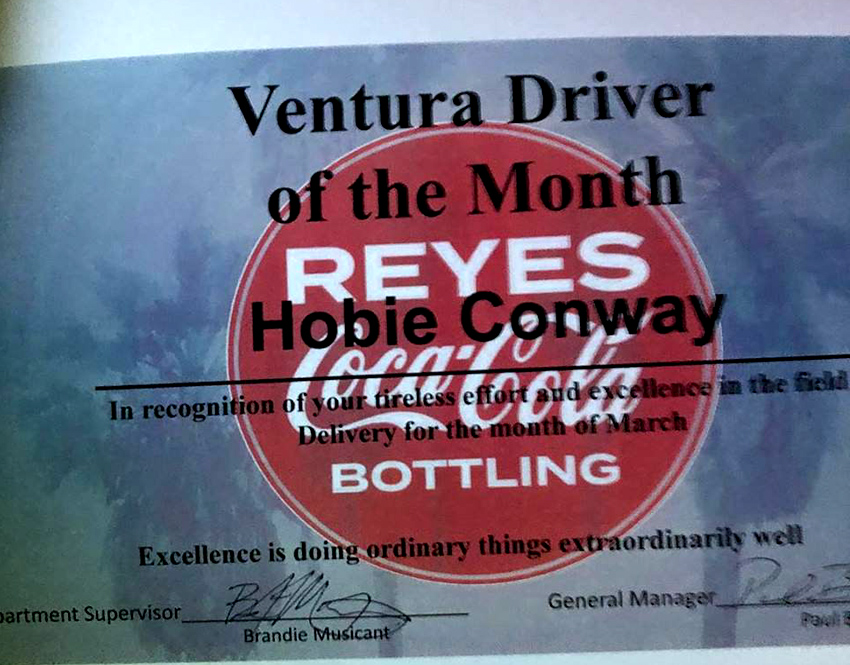 Ventura Driver
of the Month
REYES
Hobie Conway
Coca-Cola
In recognition of your tireless effort and excellence in the field
Delivery for the month of March
BOTTLING
Excellence is doing ordinary things extraordinarily well
partment Supervisor
General Manager
Brandie Musicant